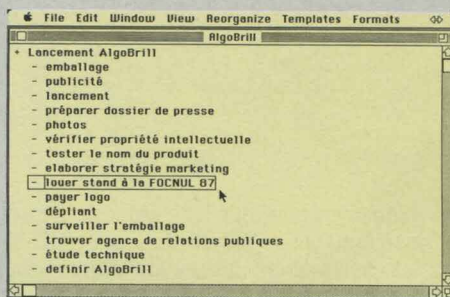 File Edit Window View Reorganize Templates Formats
AlgoBrill
+ Lancement AlgoBrill
- emballage
- publicité
- lancement
- préparer dossier de presse
- photos
- vérifier propriété intellectuelle
- tester le nom du produit
- elaborer stratégie marketing
- louer stand à la FOCNUL 87
- payer logo
- dépliant
- surveiller l'emballage
- trouver agence de relations publiques
- étude technique
- definir AlgoBrill